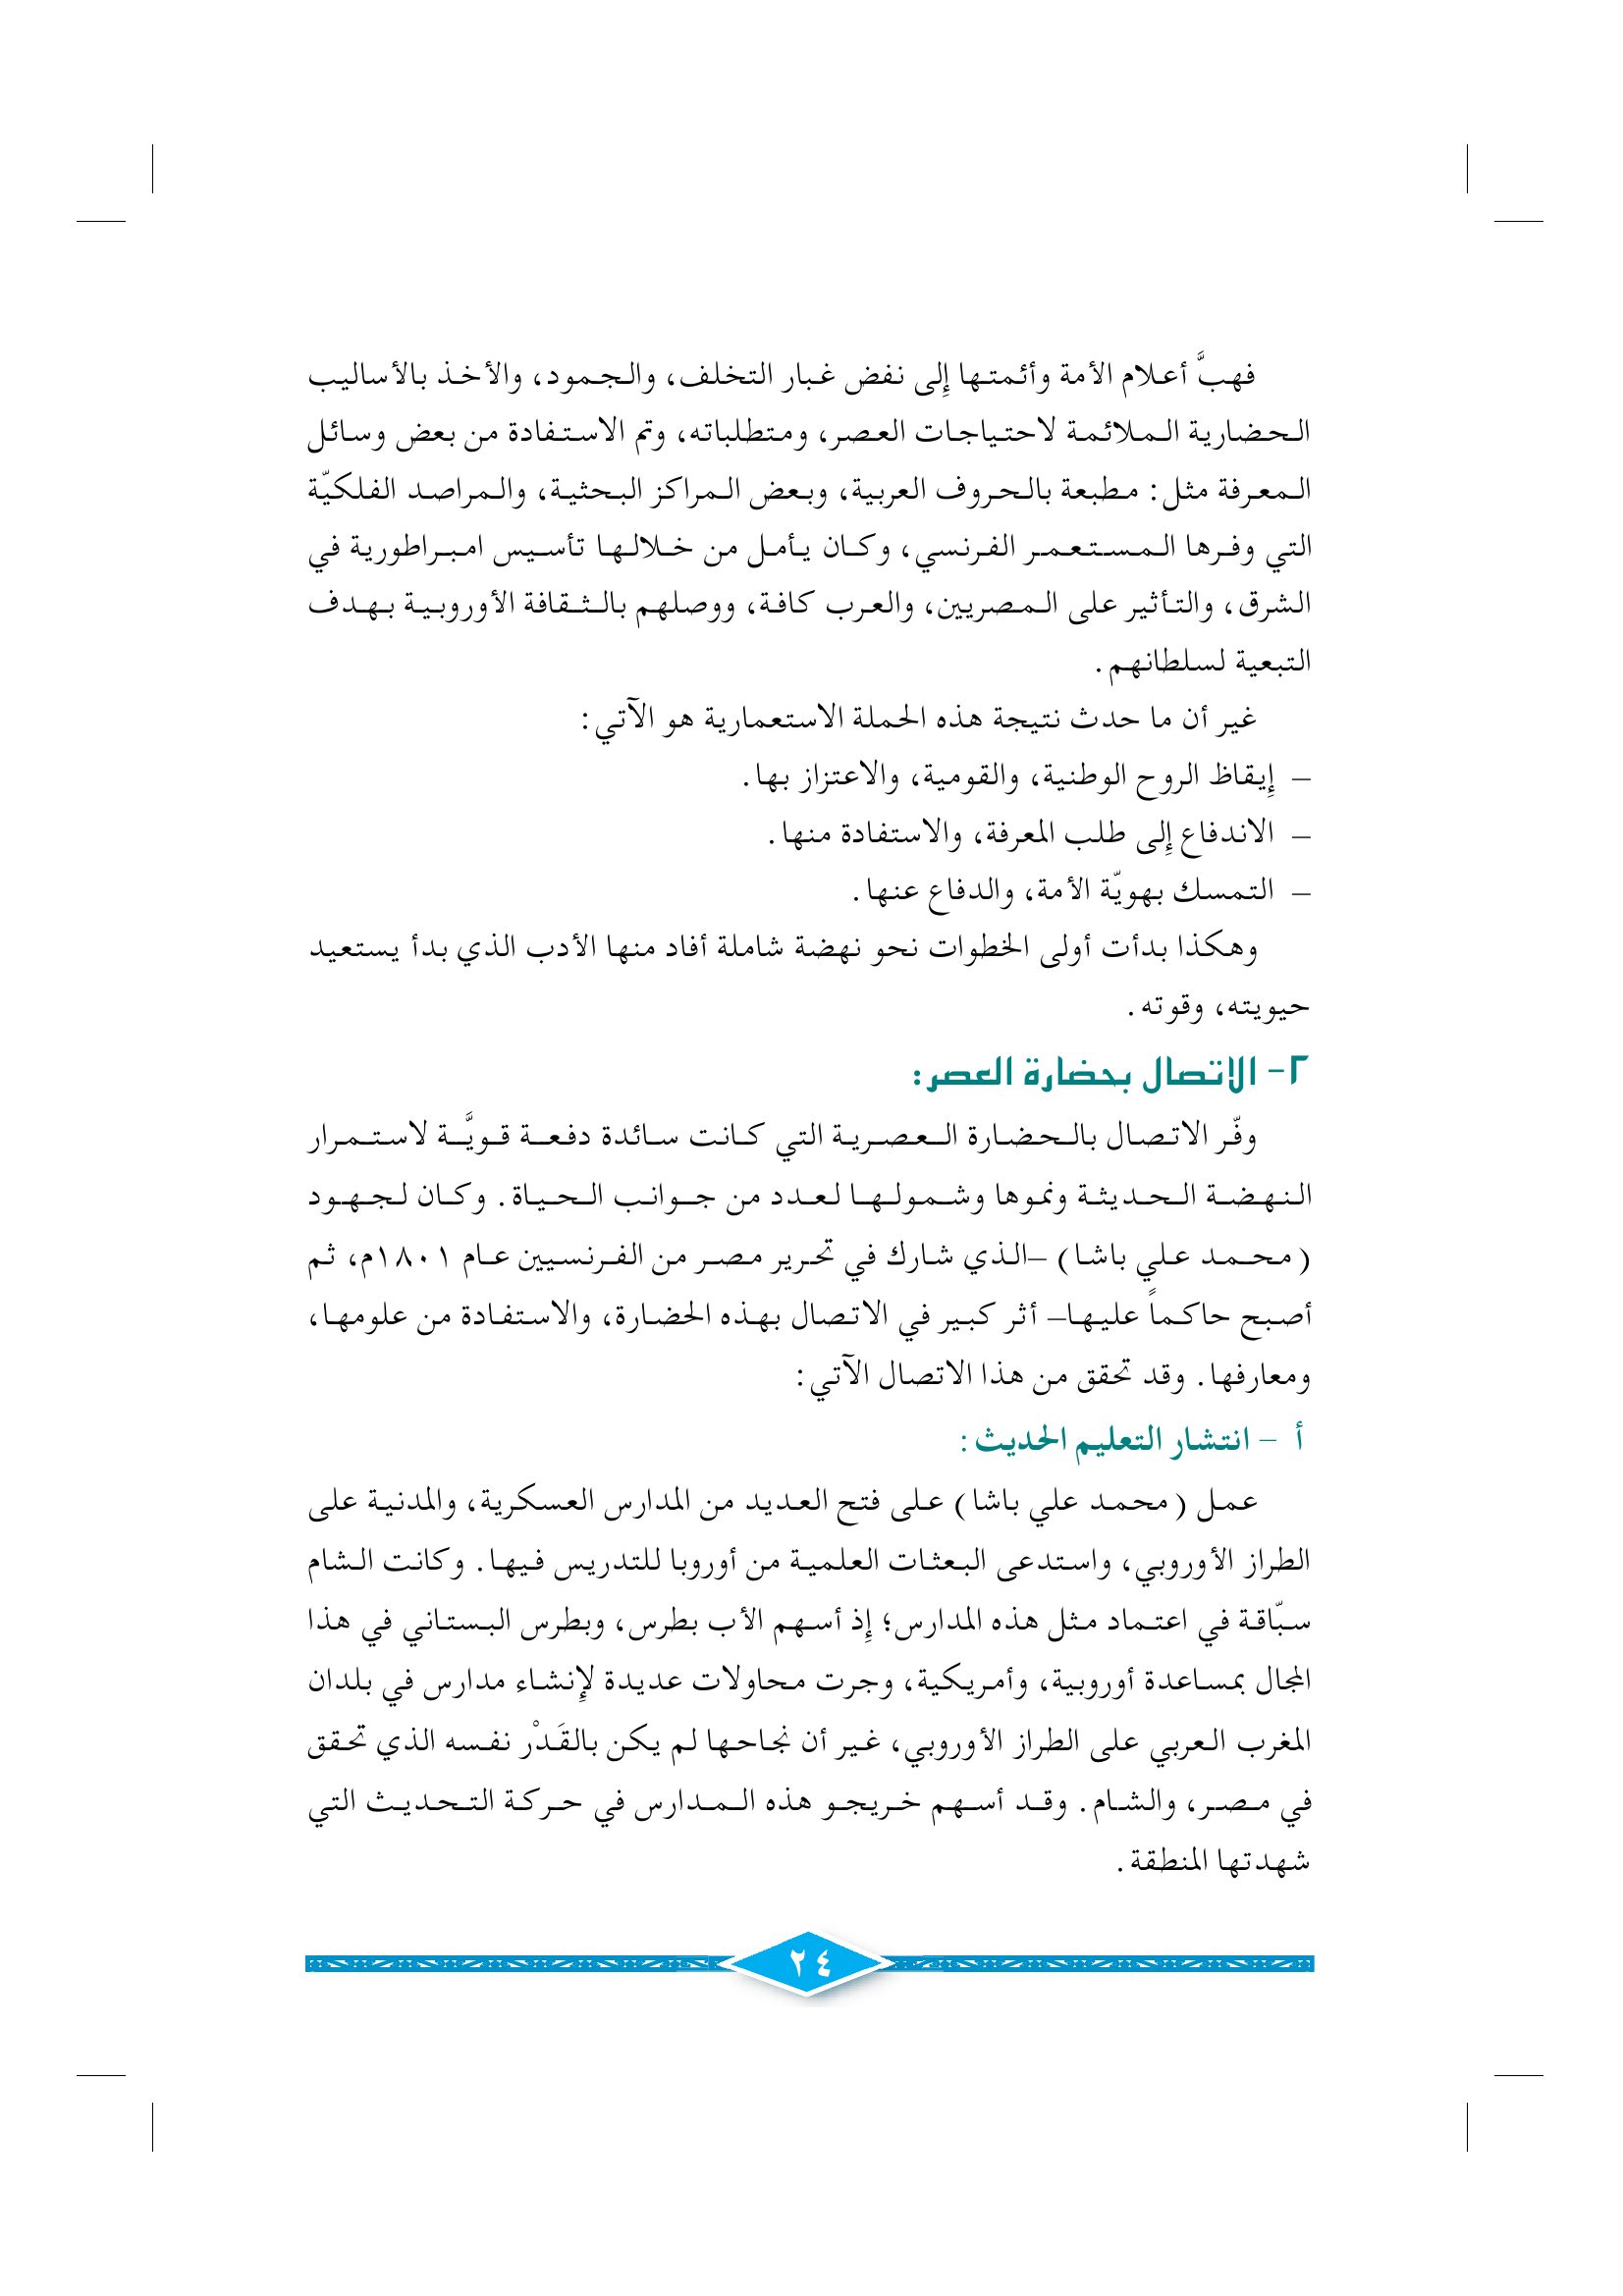 فهبَّ أعلام الأمة وأئمتها إِلى نفض غبار التخلف، والجمود، والأخذ بالأساليب
الحضارية الملائمة لاحتياجات العصر، ومتطلباته، وتم الاستفادة من بعض وسائل
المعرفة مثل: مطبعة بالحروف العربية، وبعض المراكز البحثية، والمراصد الفلكيّة
التي وفرها المستعمر الفرنسي، وكان يأمل من خلالها تأسيس امبراطورية في
الشرق، والتأثير على المصريين، والعرب كافة، ووصلهم بالثقافة الأوروبية بهدف
التبعية لسلطانهم.
غير أن ما حدث نتيجة هذه الحملة الاستعمارية هو الآتي:
– إِيقاظ الروح الوطنية، والقومية، والاعتزاز بها.
– الاندفاع إِلى طلب المعرفة، والاستفادة منها.
– التمسك بهويّة الأمة، والدفاع عنها.
وهكذا بدأت أولى الخطوات نحو نهضة شاملة أفاد منها الأدب الذي بدأ يستعيد
حيويته، وقوته.
٢- الاتصال بحضارة العصر:
وفّر الاتصال بالحضارة العصرية التي كانت سائدة دفعة قويَّة لاستمرار
النهضة الحديثة ونموها وشمولها لعدد من جوانب الحياة. وكان لجهود
(محمد علي باشا) –الذي شارك في تحرير مصر من الفرنسيين عام ١٨٠١م، ثم
أصبح حاكماً عليها– أثر كبير في الاتصال بهذه الحضارة، والاستفادة من علومها،
ومعارفها. وقد تحقق من هذا الاتصال الآتي:
أ – انتشار التعليم الحديث:
عمل (محمد علي باشا) على فتح العديد من المدارس العسكرية، والمدنية على
الطراز الأوروبي، واستدعى البعثات العلمية من أوروبا للتدريس فيها. وكانت الشام
سبّاقة في اعتماد مثل هذه المدارس؛ إِذ أسهم الأب بطرس، وبطرس البستاني في هذا
المجال بمساعدة أوروبية، وأمريكية، وجرت محاولات عديدة لإِنشاء مدارس في بلدان
المغرب العربي على الطراز الأوروبي، غير أن نجاحها لم يكن بالقَدْر نفسه الذي تحقق
في مصر، والشام. وقد أسهم خريجو هذه المدارس في حركة التحديث التي
شهدتها المنطقة.
٢٤